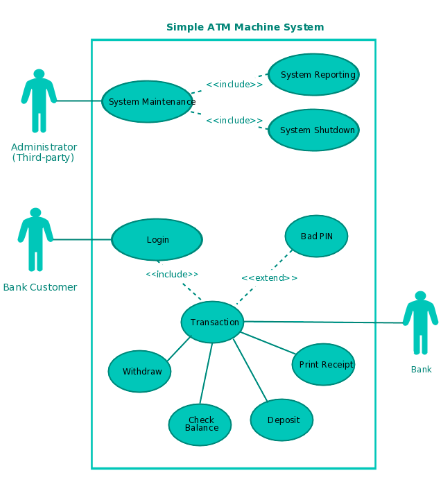 Simple ATM Machine System
System Reporting
<<include>>
System Maintenance
<<include>>
System Shutdown
Administrator
(Third-party)
Bad PIN
Login
<<include>>
<<extend>>
Bank Customer
Transaction
Print Receipt
Bank
Withdraw
Check
Balance
Deposit